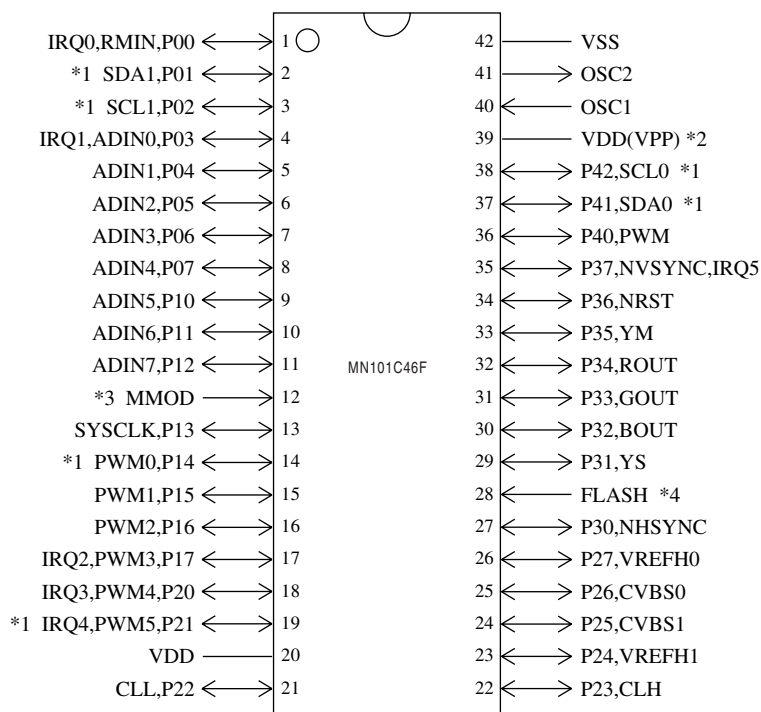 IRQ0,RMIN,P00 1 42 VSS
*1 SDA1,P01 2 41 OSC2
*1 SCL1,P02 3 40 OSC1
IRQ1,ADIN0,P03 4 39 VDD(VPP) *2
ADIN1,P04 5 38 P42,SCL0 *1
ADIN2,P05 6 37 P41,SDA0 *1
ADIN3,P06 7 36 P40,PWM
ADIN4,P07 8 35 P37,NVSYNC,IRQ5
ADIN5,P10 9 34 P36,NRST
ADIN6,P11 10 33 P35,YM
ADIN7,P12 11 MN101C46F 32 P34,ROUT
*3 MMOD 12 31 P33,GOUT
SYSCLK,P13 13 30 P32,BOUT
*1 PWM0,P14 14 29 P31,YS
PWM1,P15 15 28 FLASH *4
PWM2,P16 16 27 P30,NHSYNC
IRQ2,PWM3,P17 17 26 P27,VREFH0
IRQ3,PWM4,P20 18 25 P26,CVBS0
*1 IRQ4,PWM5,P21 19 24 P25,CVBS1
VDD 20 23 P24,VREFH1
CLL,P22 21 22 P23,CLH